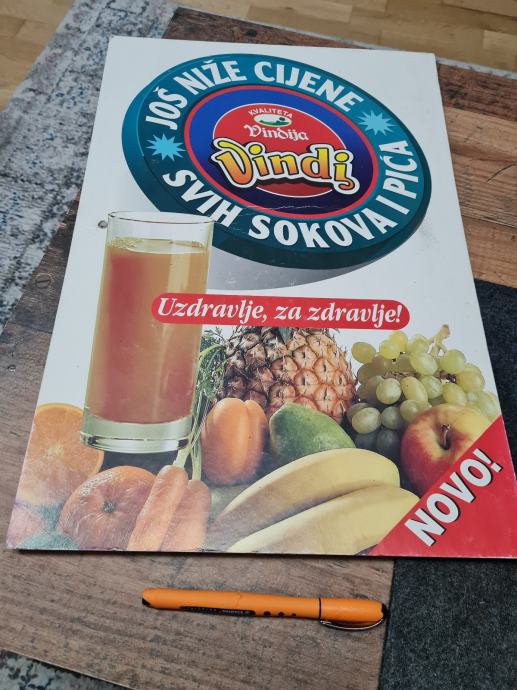 JOŠ NIŽE CIJENE
KVALITETA
Vindija
Vindi
SVIH SOKOVA I PIĆA
Uzdravlje, za zdravlje!
NOVO!